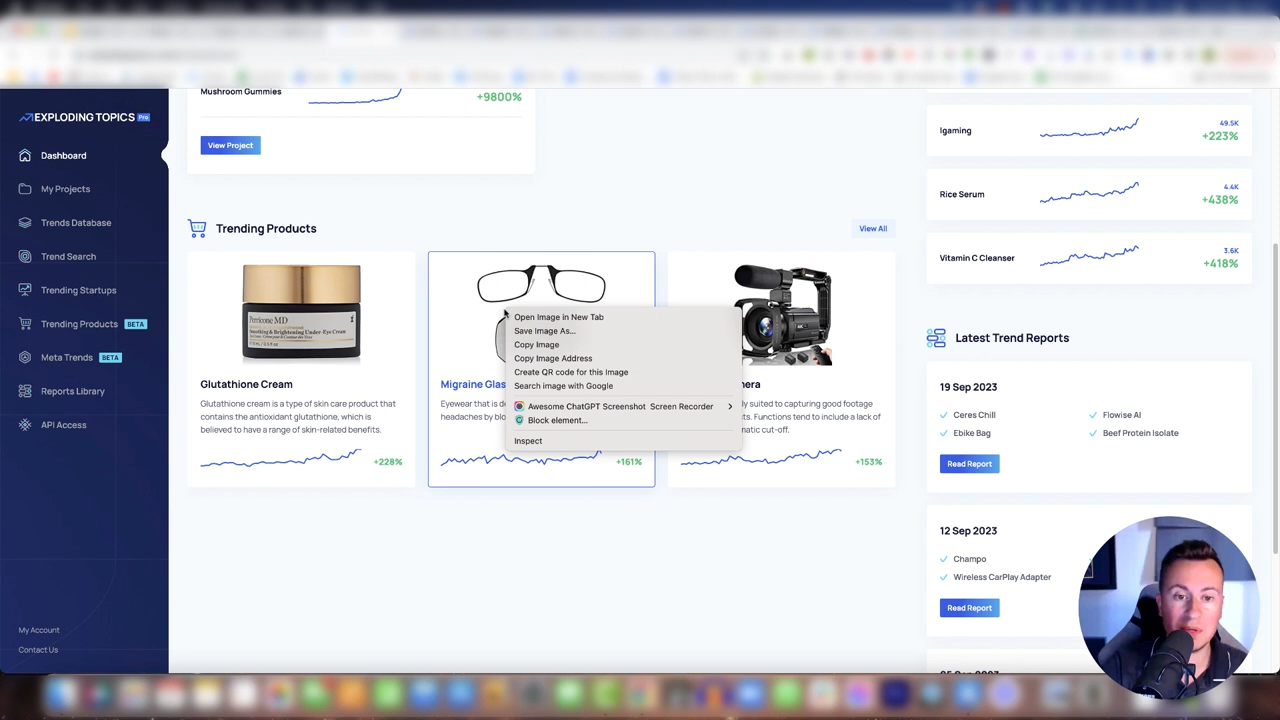 EXPLODING TOPICS Pro
Dashboard
My Projects
Trends Database
Trend Search
Trending Startups
Trending Products BETA
Meta Trends BETA
Reports Library
API Access
My Account
Contact Us
Mushroom Gummies
+9800%
View Project
Trending Products
View All
Perricone MD
Glutathione Cream
Glutathione cream is a type of skin care product that
contains the antioxidant glutathione, which is
believed to have a range of skin-related benefits.
+228%
Migraine Glas
Eyewear that is de
headaches by blo
+161%
mera
ly suited to capturing good footage
ts. Functions tend to include a lack of
atic cut-off.
+153%
Open Image in New Tab
Save Image As...
Copy Image
Copy Image Address
Create QR code for this Image
Search image with Google
Awesome ChatGPT Screenshot Screen Recorder
Block element...
Inspect
Igaming
49.5K
+223%
Rice Serum
4.4K
+438%
Vitamin C Cleanser
3.6K
+418%
Latest Trend Reports
19 Sep 2023
Ceres Chill
Flowise AI
Ebike Bag
Beef Protein Isolate
Read Report
12 Sep 2023
Champo
Wireless CarPlay Adapter
Read Report